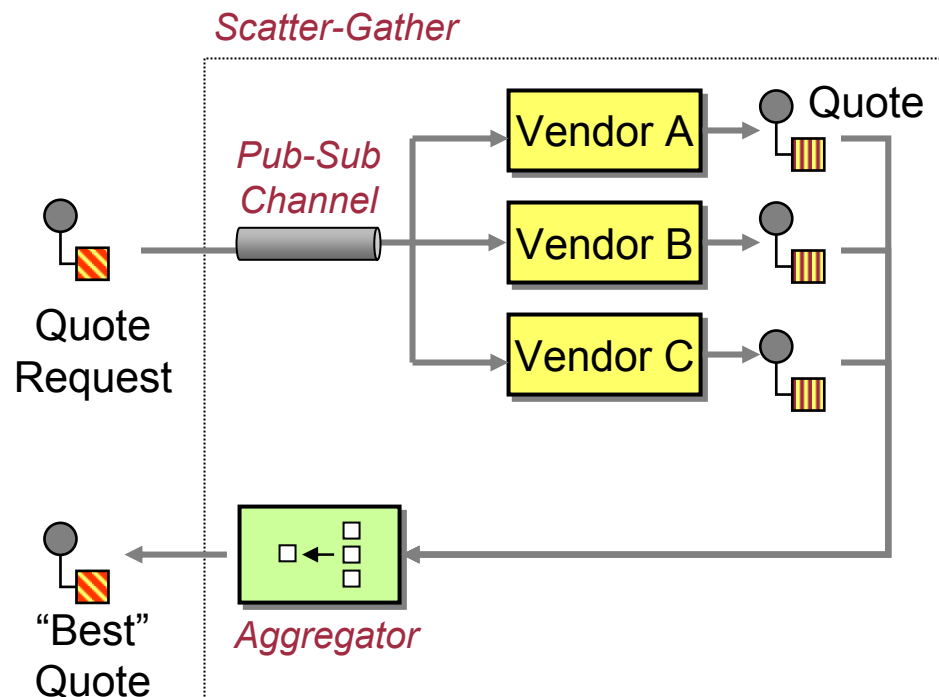 Scatter-Gather
Pub-Sub
Channel
Vendor A
Quote
Vendor B
Vendor C
Quote
Request
Aggregator
“Best”
Quote